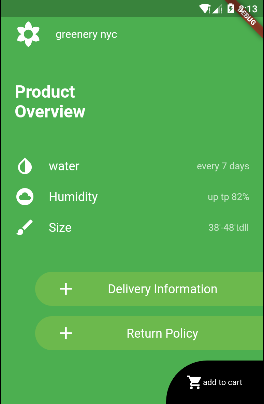 8:13
DEBUG
greenery nyc
Product
Overview
water every 7 days
Humidity up tp 82%
Size 38-48 idll
Delivery Information
Return Policy
add to cart